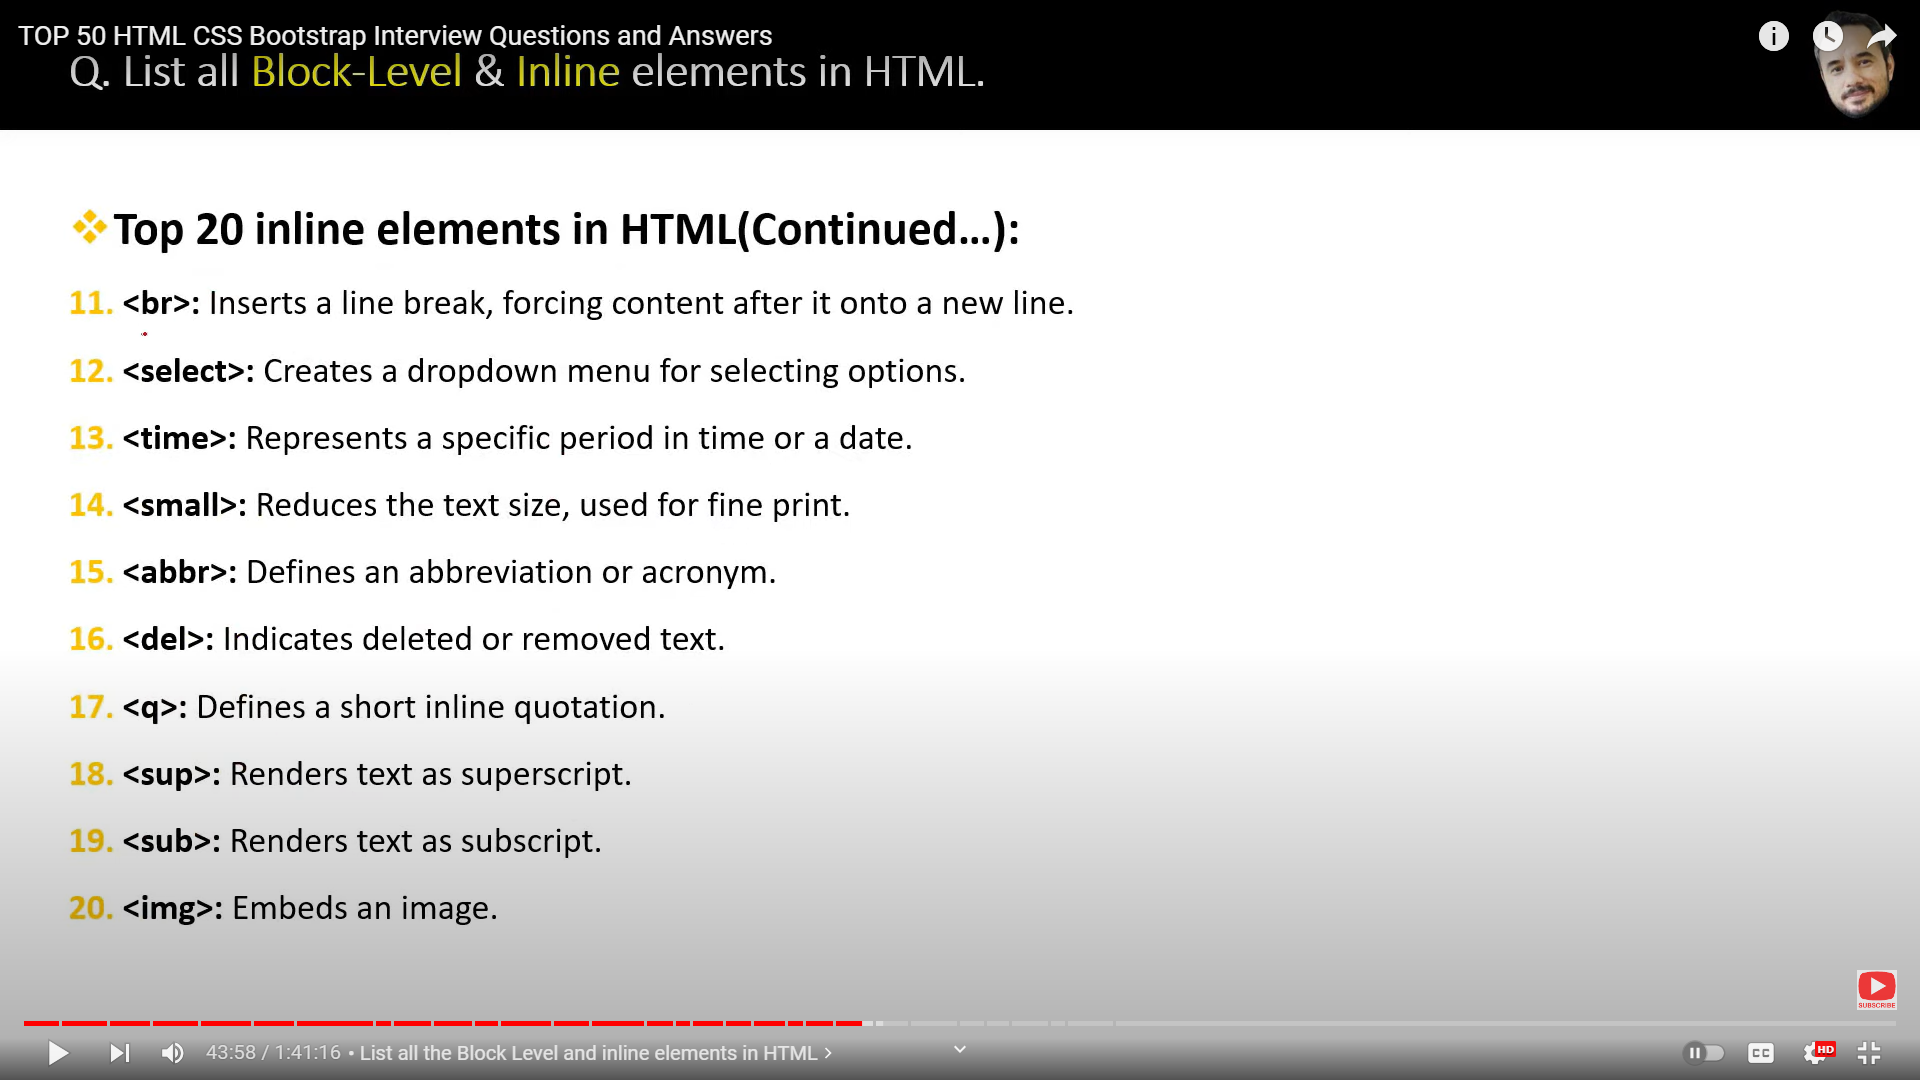 TOP 50 HTML CSS Bootstrap Interview Questions and Answers
Q. List all Block-Level & Inline elements in HTML.
Top 20 inline elements in HTML(Continued...):
11. <br>: Inserts a line break, forcing content after it onto a new line.
12. <select>: Creates a dropdown menu for selecting options.
13. <time>: Represents a specific period in time or a date.
14. <small>: Reduces the text size, used for fine print.
15. <abbr>: Defines an abbreviation or acronym.
16. <del>: Indicates deleted or removed text.
17. <q>: Defines a short inline quotation.
18. <sup>: Renders text as superscript.
19. <sub>: Renders text as subscript.
20. <img>: Embeds an image.
SUBSCRIBE
43:58 / 1:41:16 • List all the Block Level and inline elements in HTML >
CC
HD